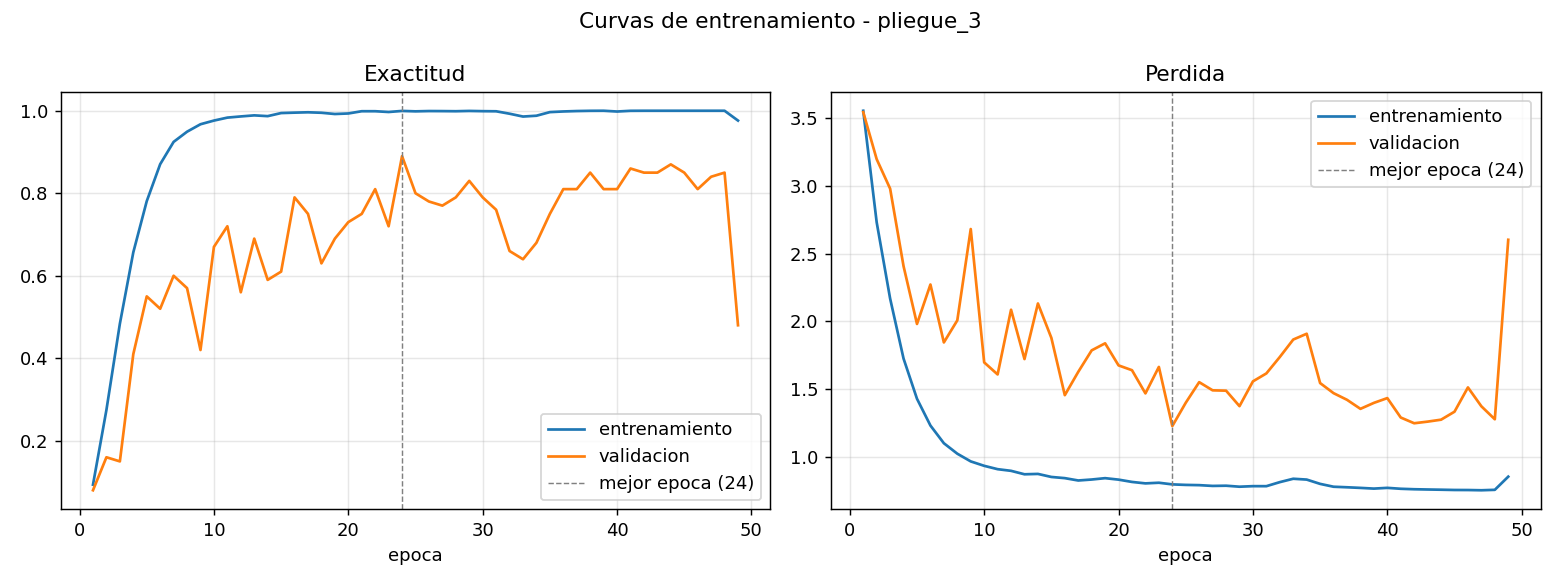 Curvas de entrenamiento - pliegue_3
Exactitud
1.0
0.8
0.6
0.4
0.2
0
10
20
30
40
50
epoca
entrenamiento
validacion
mejor epoca (24)
Perdida
3.5
3.0
2.5
2.0
1.5
1.0
0
10
20
30
40
50
epoca
entrenamiento
validacion
mejor epoca (24)